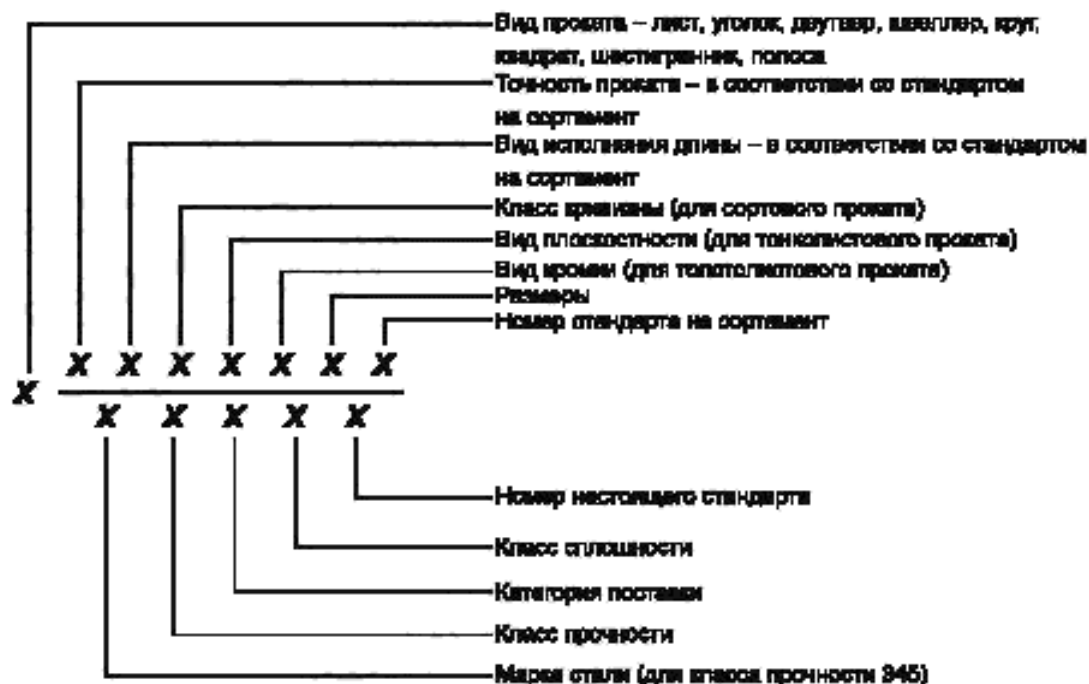 Вид проката – лист, уголок, двутавр, швеллер, круг,
квадрат, шестигранник, полоса
Точность проката – в соответствии со стандартом
на сортамент
Вид исполнения длины – в соответствии со стандартом
на сортамент
Класс кривизны (для сортового проката)
Вид плоскостности (для тонколистового проката)
Вид кромки (для толстолистового проката)
Размеры
Номер стандарта на сортамент
X X X X X X X
X
X X X X X
Номер настоящего стандарта
Класс сплошности
Категория поставки
Класс прочности
Марка стали (для класса прочности 345)